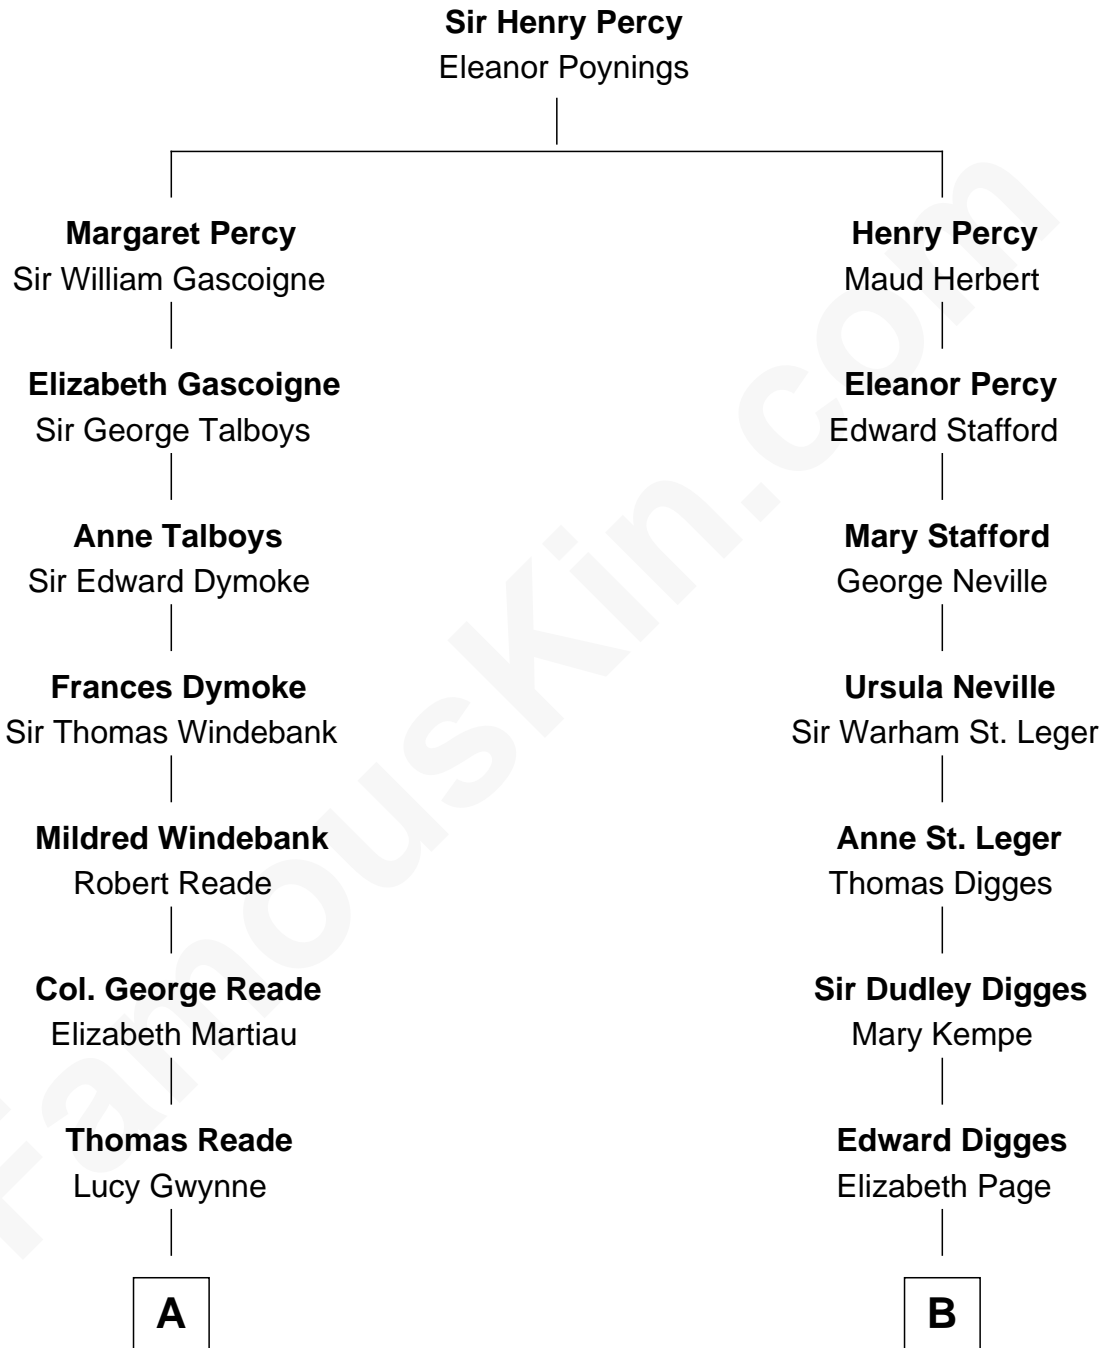 Sir Henry Percy
Eleanor Poynings
Margaret Percy
Sir William Gascoigne
Elizabeth Gascoigne
Sir George Talboys
Anne Talboys
Sir Edward Dymoke
Frances Dymoke
Sir Thomas Windebank
Mildred Windebank
Robert Reade
Col. George Reade
Elizabeth Martiau
Thomas Reade
Lucy Gwynne
A
Henry Percy
Maud Herbert
Eleanor Percy
Edward Stafford
Mary Stafford
George Neville
Ursula Neville
Sir Warham St. Leger
Anne St. Leger
Thomas Digges
Sir Dudley Digges
Mary Kempe
Edward Digges
Elizabeth Page
B
FamousKin.com